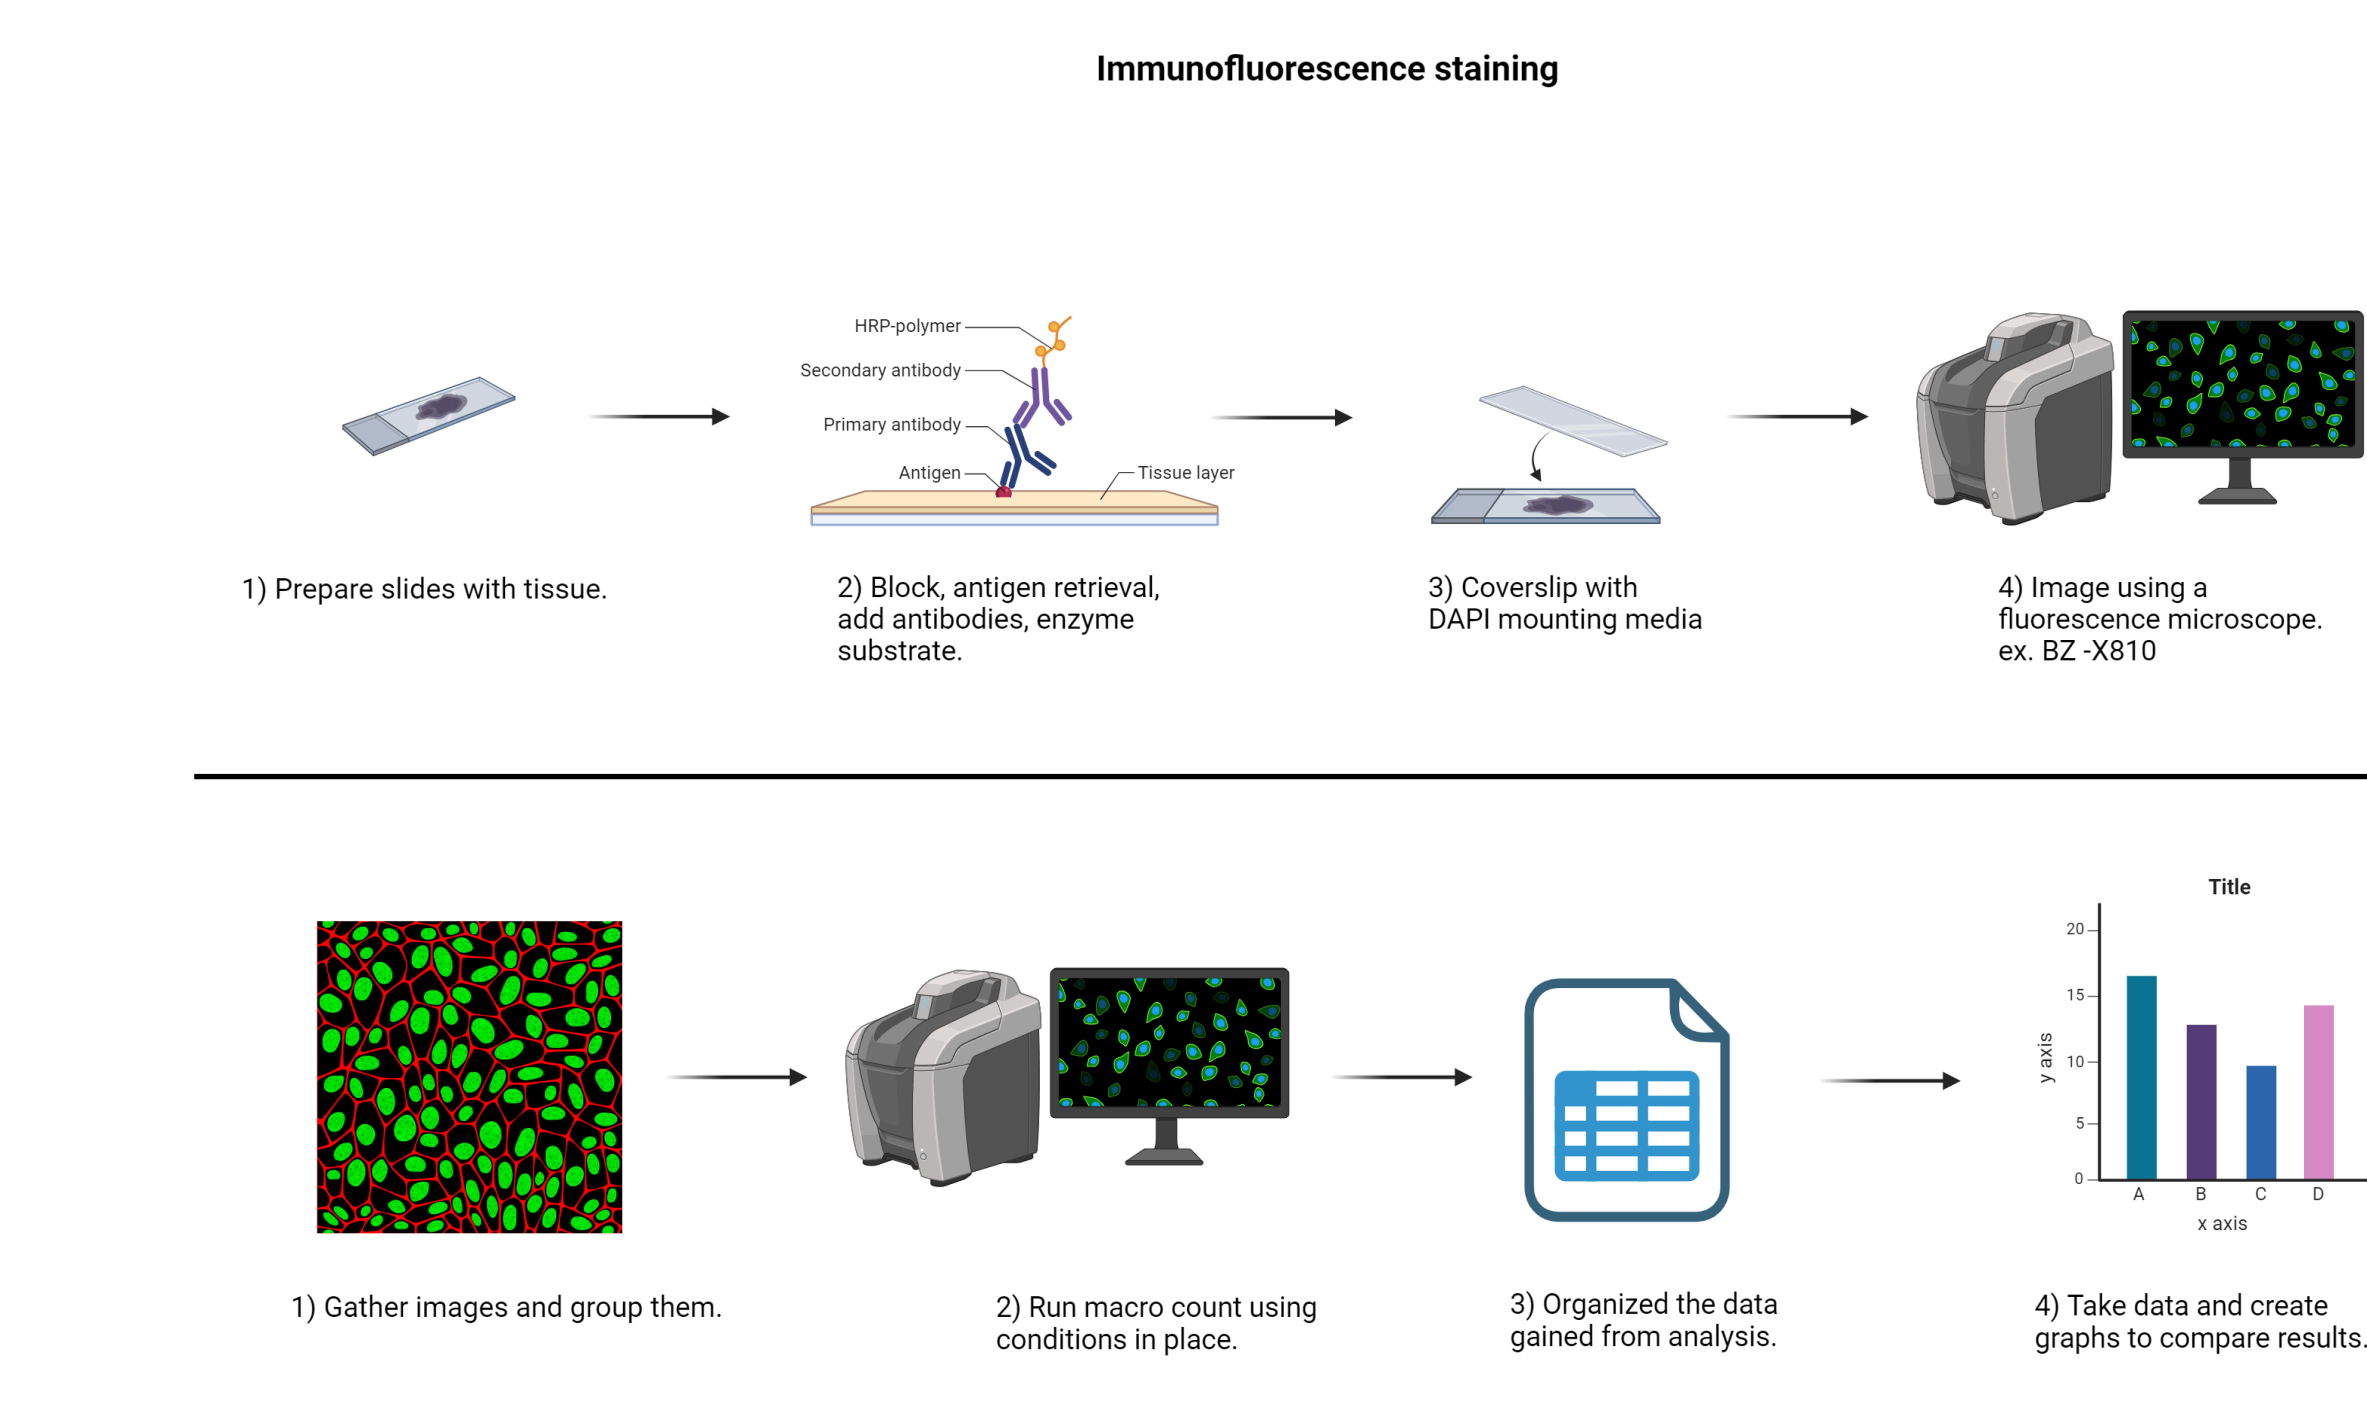 Immunofluorescence staining
HRP-polymer
Secondary antibody
Primary antibody
Antigen
Tissue layer
1) Prepare slides with tissue.
2) Block, antigen retrieval,
add antibodies, enzyme
substrate.
3) Coverslip with
DAPI mounting media
4) Image using a
fluorescence microscope.
ex. BZ -X810
1) Gather images and group them.
2) Run macro count using
conditions in place.
3) Organized the data
gained from analysis.
Title
20
15
10
5
0
y axis
A B C D
x axis
4) Take data and create
graphs to compare results.